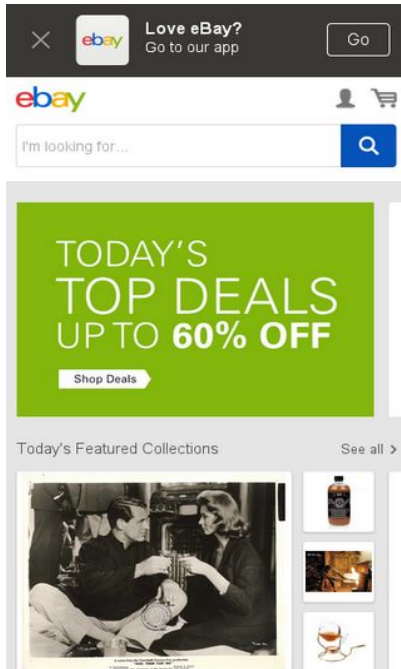 ebay
Love eBay?
Go to our app
Go
ebay
I'm looking for...
TODAY'S
TOP DEALS
UP TO 60% OFF
Shop Deals
Today's Featured Collections
See all >